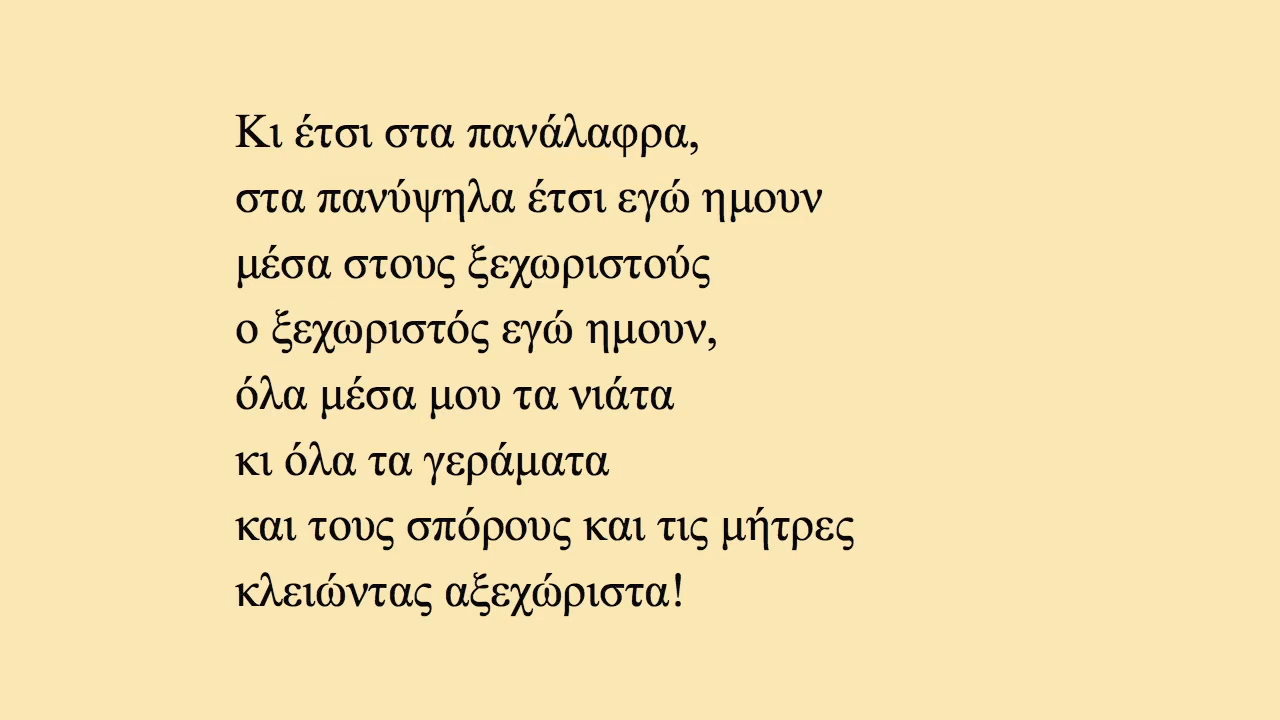 Κι έτσι στα πανάλαφρα,
στα πανύψηλα έτσι εγώ ημουν
μέσα στους ξεχωριστούς
ο ξεχωριστός εγώ ημουν,
όλα μέσα μου τα νιάτα
κι όλα τα γεράματα
και τους σπόρους και τις μήτρες
κλειώντας αξεχώριστα!